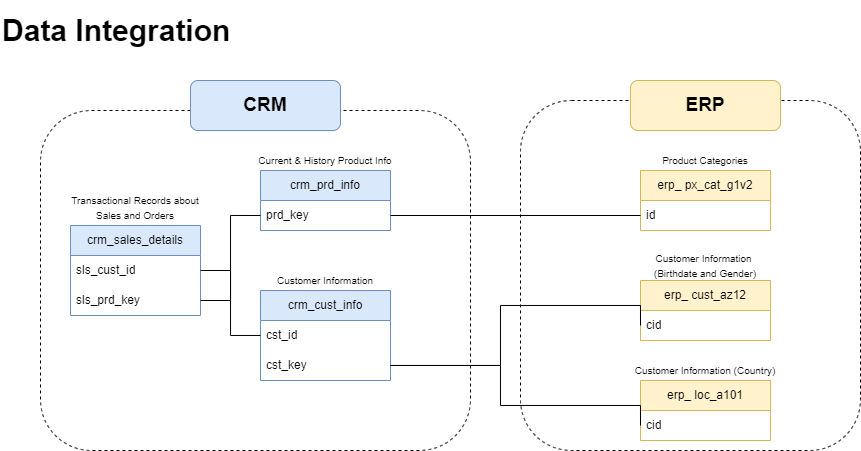 Data Integration
CRM
ERP
Current & History Product Info
crm_prd_info
prd_key
Transactional Records about
Sales and Orders
crm_sales_details
sls_cust_id
sls_prd_key
Customer Information
crm_cust_info
cst_id
cst_key
Product Categories
erp_ px_cat_g1v2
id
Customer Information
(Birthdate and Gender)
erp_ cust_az12
cid
Customer Information (Country)
erp_ loc_a101
cid